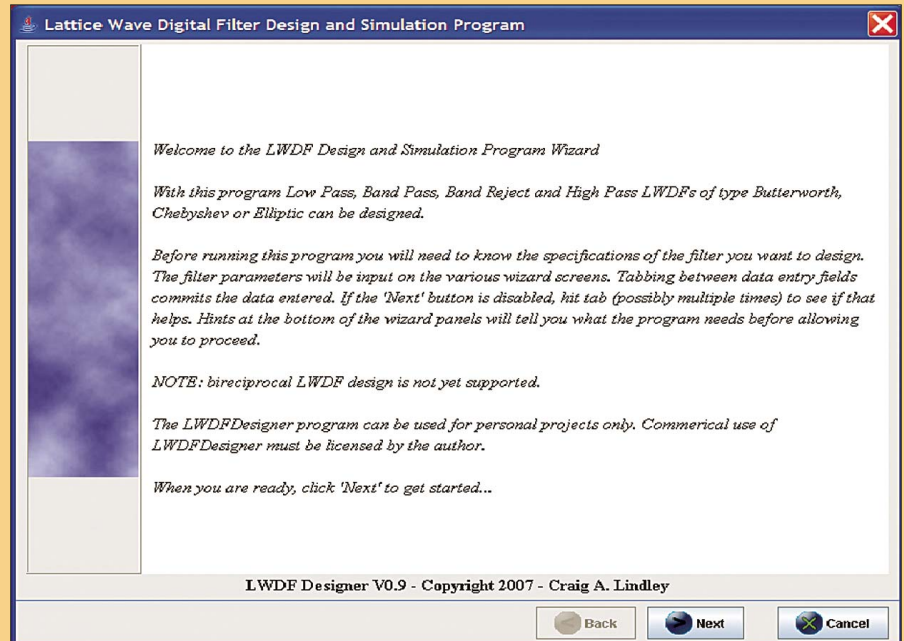 Lattice Wave Digital Filter Design and Simulation Program
Welcome to the LWDF Design and Simulation Program Wizard
With this program Low Pass, Band Pass, Band Reject and High Pass LWDFs of type Butterworth,
Chebyshev or Elliptic can be designed.
Before running this program you will need to know the specifications of the filter you want to design.
The filter parameters will be input on the various wizard screens. Tabbing between data entry fields
commits the data entered. If the 'Next' button is disabled, hit tab (possibly multiple times) to see if that
helps. Hints at the bottom of the wizard panels will tell you what the program needs before allowing
you to proceed.
NOTE: bireciprocal LWDF design is not yet supported.
The LWDFDesigner program can be used for personal projects only. Commerical use of
LWDFDesigner must be licensed by the author.
When you are ready, click 'Next' to get started...
LWDF Designer V0.9 - Copyright 2007 - Craig A. Lindley
Back
Next
Cancel